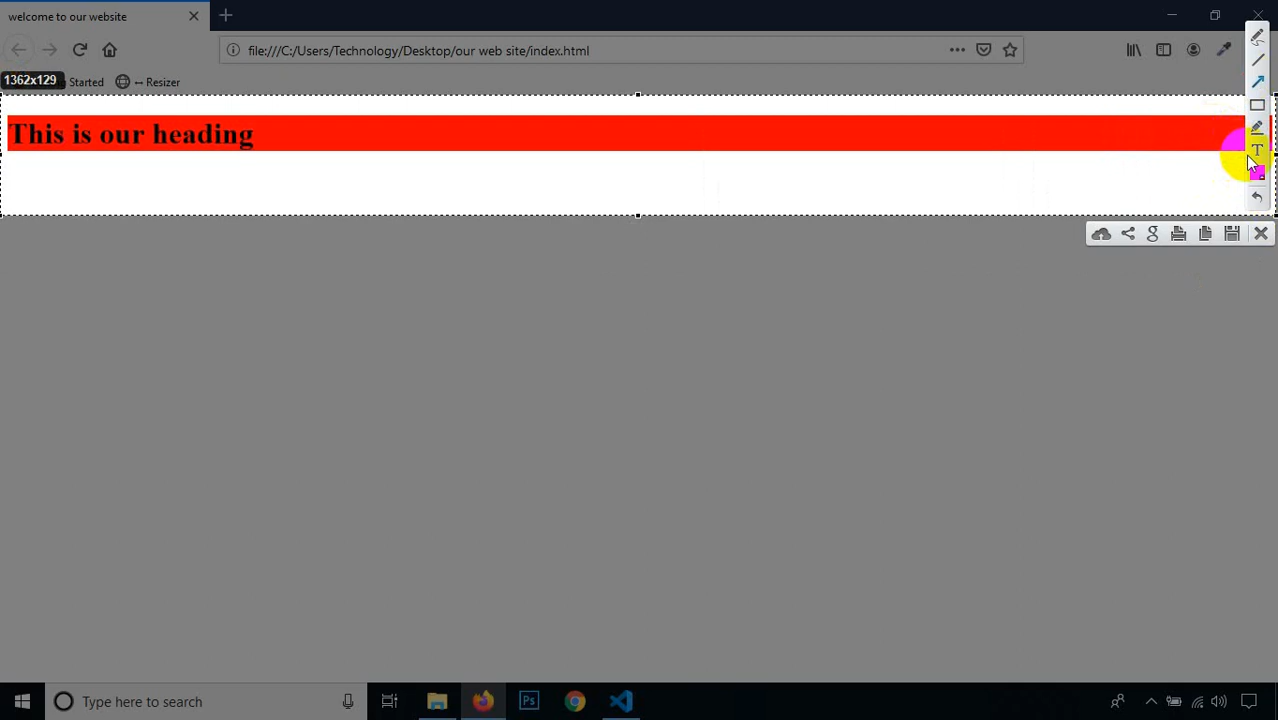 welcome to our website
file:///C:/Users/Technology/Desktop/our web site/index.html
1362x129
Started
Resizer
This is our heading
T
g
Type here to search
Ps